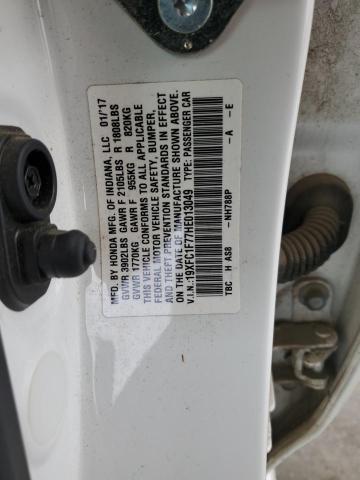 MFD. BY HONDA MFG. OF INDIANA, LLC 01/'17
GVWR 3902LBS GAWR F 2105LBS R 1808LBS
GVWR 1770KG GAWR F 955KG R 820KG
THIS VEHICLE CONFORMS TO ALL APPLICABLE
FEDERAL MOTOR VEHICLE SAFETY, BUMPER,
AND THEFT PREVENTION STANDARDS IN EFFECT
ON THE DATE OF MANUFACTURE SHOWN ABOVE.
V.I.N.:19XFC1F77HE013049 TYPE: PASSENGER CAR
TBC H AS8 -NH788P -A -E